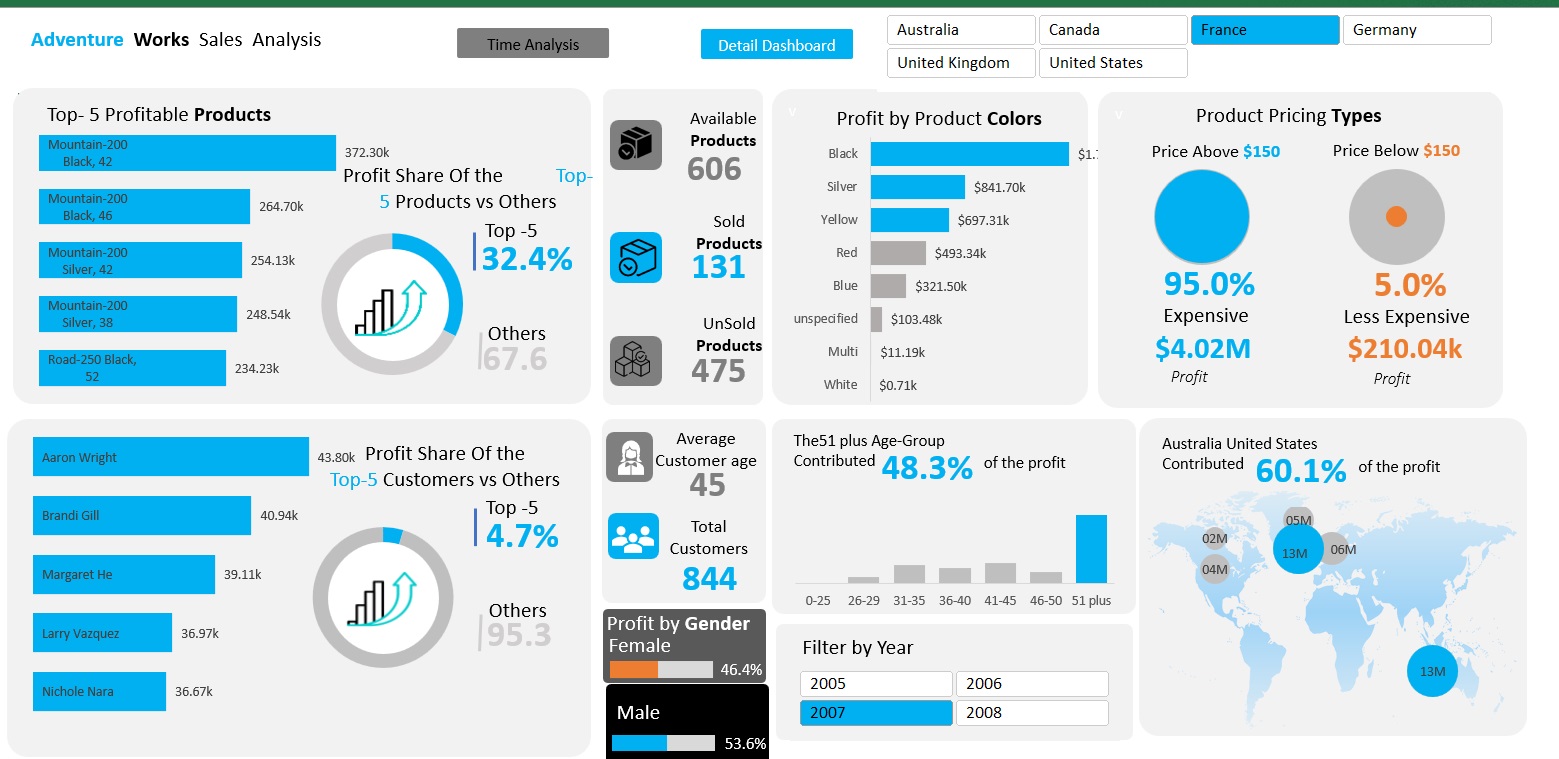 Adventure Works Sales Analysis
Time Analysis
Detail Dashboard
Australia
Canada
France
Germany
United Kingdom
United States
Top- 5 Profitable Products
Mountain-200
Black, 42
372.30k
Mountain-200
Black, 46
264.70k
Mountain-200
Silver, 42
254.13k
Mountain-200
Silver, 38
248.54k
Road-250 Black,
52
234.23k
Profit Share Of the Top-
5 Products vs Others
Top -5
32.4%
Others
67.6
Available
Products
606
Sold
Products
131
UnSold
Products
475
v
Profit by Product Colors
Black
$1.
Silver
$841.70k
Yellow
$697.31k
Red
$493.34k
Blue
$321.50k
unspecified
$103.48k
Multi
$11.19k
White
$0.71k
v
Product Pricing Types
Price Above $150
95.0%
Expensive
$4.02M
Profit
Price Below $150
5.0%
Less Expensive
$210.04k
Profit
Aaron Wright
43.80k
Brandi Gill
40.94k
Margaret He
39.11k
Larry Vazquez
36.97k
Nichole Nara
36.67k
Profit Share Of the
Top-5 Customers vs Others
Top -5
4.7%
Others
95.3
Average
Customer age
45
Total
Customers
844
Profit by Gender
Female
46.4%
Male
53.6%
The51 plus Age-Group
Contributed 48.3% of the profit
0-25
26-29
31-35
36-40
41-45
46-50
51 plus
Filter by Year
2005
2006
2007
2008
Australia United States
Contributed 60.1% of the profit
05M
02M
13M
06M
04M
13M